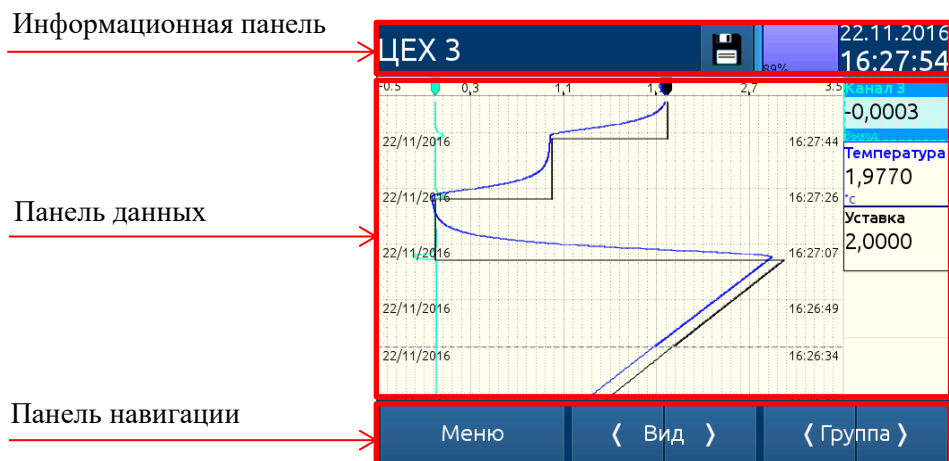 Информационная панель
ЦЕХ 3
89%
22.11.2016
16:27:54
-0.5 0,3 1,1 1,9 2,7 3.5
Канал 3
-0,0003
Выход
22/11/2016 16:27:44
Температура
1,9770
°C
22/11/2016 16:27:26
Панель данных
Уставка
2,0000
22/11/2016 16:27:07
22/11/2016 16:26:49
22/11/2016 16:26:34
Панель навигации
Меню
❬ Вид ❭
❬ Группа ❭